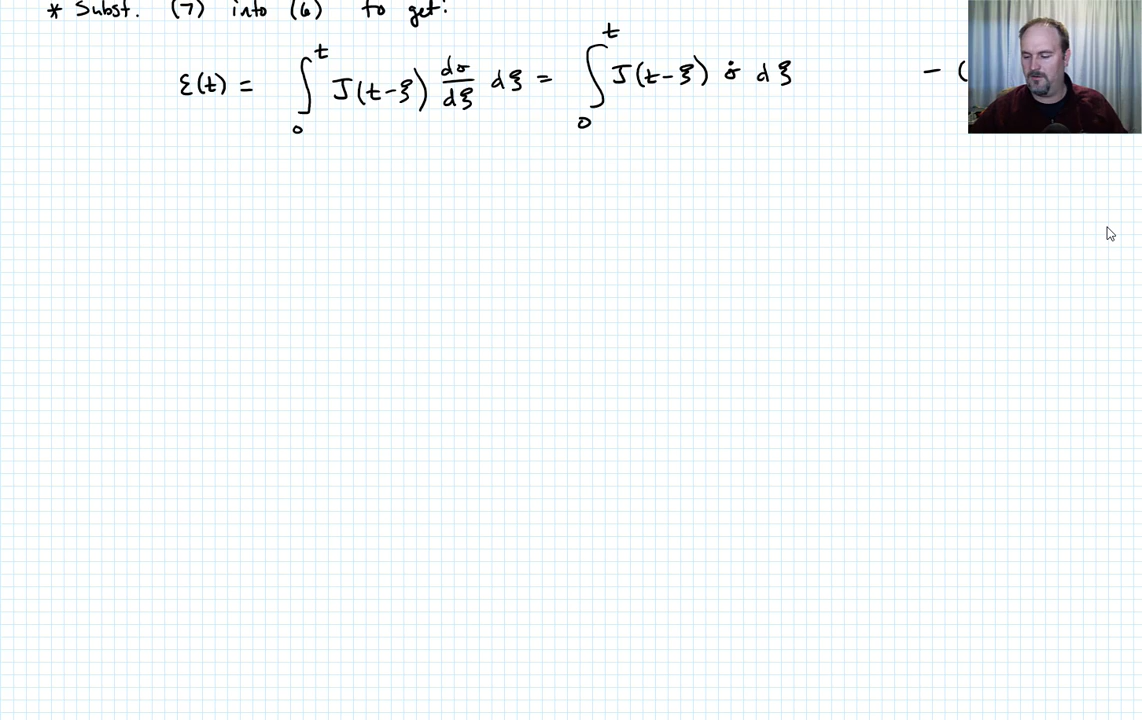 * Subst. (7) into (6) to get:
ε(t) = ∫₀ᵗ J(t-ξ) dσ/dξ dξ = ∫₀ᵗ J(t-ξ) σ̇ dξ - (